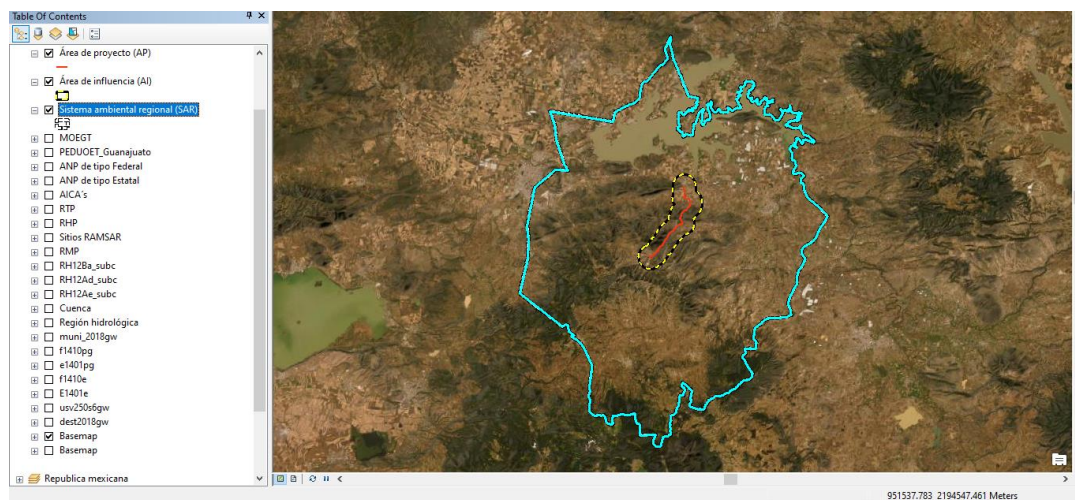 Table Of Contents
Área de proyecto (AP)
Área de influencia (AI)
Sistema ambiental regional (SAR)
MOEGT
PEDUOET_Guanajuato
ANP de tipo Federal
ANP de tipo Estatal
AICA´s
RTP
RHP
Sitios RAMSAR
RMP
RH12Ba_subc
RH12Ad_subc
RH12Ae_subc
Cuenca
Región hidrológica
muni_2018gw
f1410pg
e1401pg
f1410e
E1401e
usv250s6gw
dest2018gw
Basemap
Basemap
Republica mexicana
951537.783 2194547.461 Meters